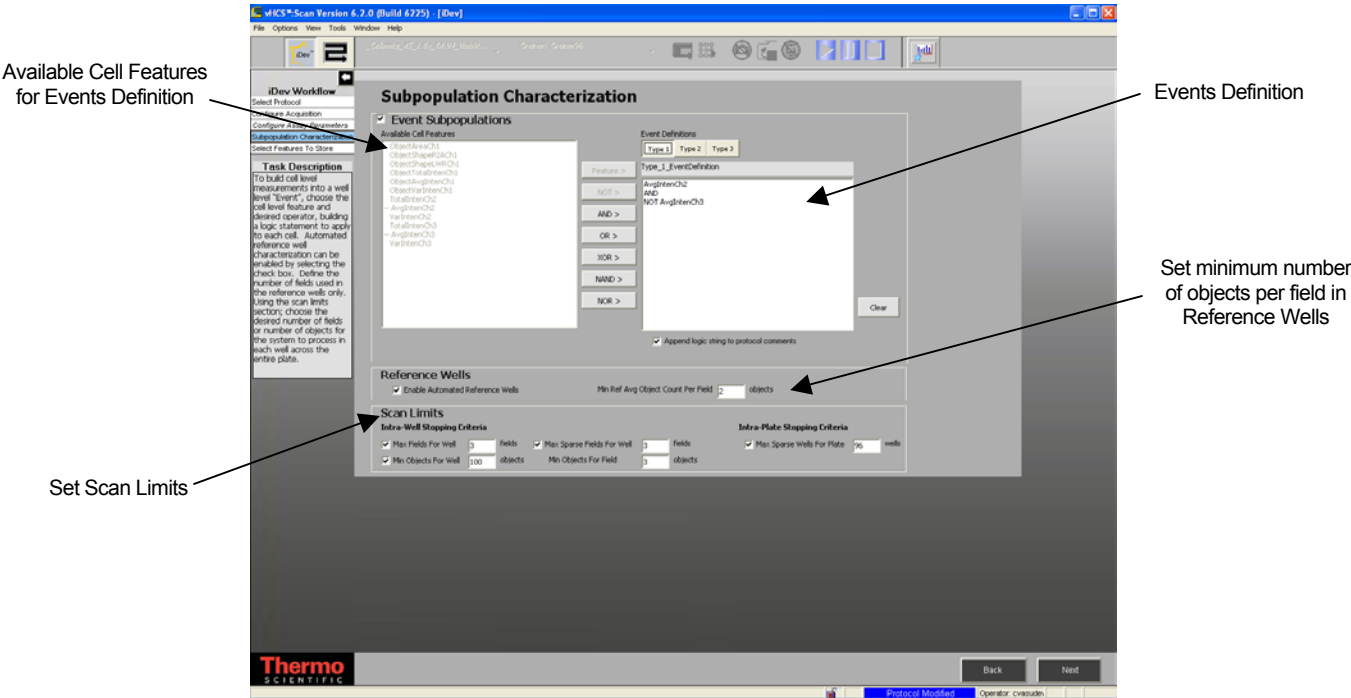 vHCS™:Scan Version 6.2.0 (Build 6225) - [iDev]
File Options View Tools Window Help
iDev™
Available Cell Features
for Events Definition
Events Definition
Set minimum number
of objects per field in
Reference Wells
Set Scan Limits
iDev Workflow
Select Protocol
Configure Acquisition
Configure Assay Parameters
Subpopulation Characterization
Select Features To Store
Task Description
To build cell level
measurements into a well
level "Event", choose the
cell level feature and
desired operator, building
a logic statement to apply
to each cell. Automated
reference well
characterization can be
enabled by selecting the
check box. Define the
number of fields used in
the reference wells only.
Using the scan limits
section; choose the
desired number of fields
or number of objects for
the system to process in
each well across the
entire plate.
Subpopulation Characterization
Event Subpopulations
Available Cell Features
ObjectAreaCh1
ObjectShapeP2ACh1
ObjectShapeLWRCh1
ObjectTotalIntenCh1
ObjectAvgIntenCh1
ObjectVarIntenCh1
TotalIntenCh2
-- AvgIntenCh2
VarIntenCh2
TotalIntenCh3
-- AvgIntenCh3
VarIntenCh3
Feature >
NOT >
AND >
OR >
XOR >
NAND >
NOR >
Event Definitions
Type 1 Type 2 Type 3
Type_1_EventDefinition
AvgIntenCh2
AND
NOT AvgIntenCh3
Clear
Append logic string to protocol comments
Reference Wells
Enable Automated Reference Wells Min Ref Avg Object Count Per Field 2 objects
Scan Limits
Intra-Well Stopping Criteria Intra-Plate Stopping Criteria
Max Fields For Well 3 fields Max Sparse Fields For Well 3 fields Max Sparse Wells For Plate 96 wells
Min Objects For Well 100 objects Min Objects For Field 3 objects
Thermo
SCIENTIFIC
Back Next
Protocol Modified Operator: cvasudev